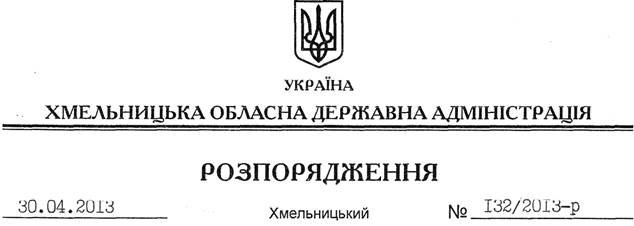 УКРАЇНА
ХМЕЛЬНИЦЬКА ОБЛАСНА ДЕРЖАВНА АДМІНІСТРАЦІЯ
РОЗПОРЯДЖЕННЯ
30.04.2013 Хмельницький № 132/2013-р